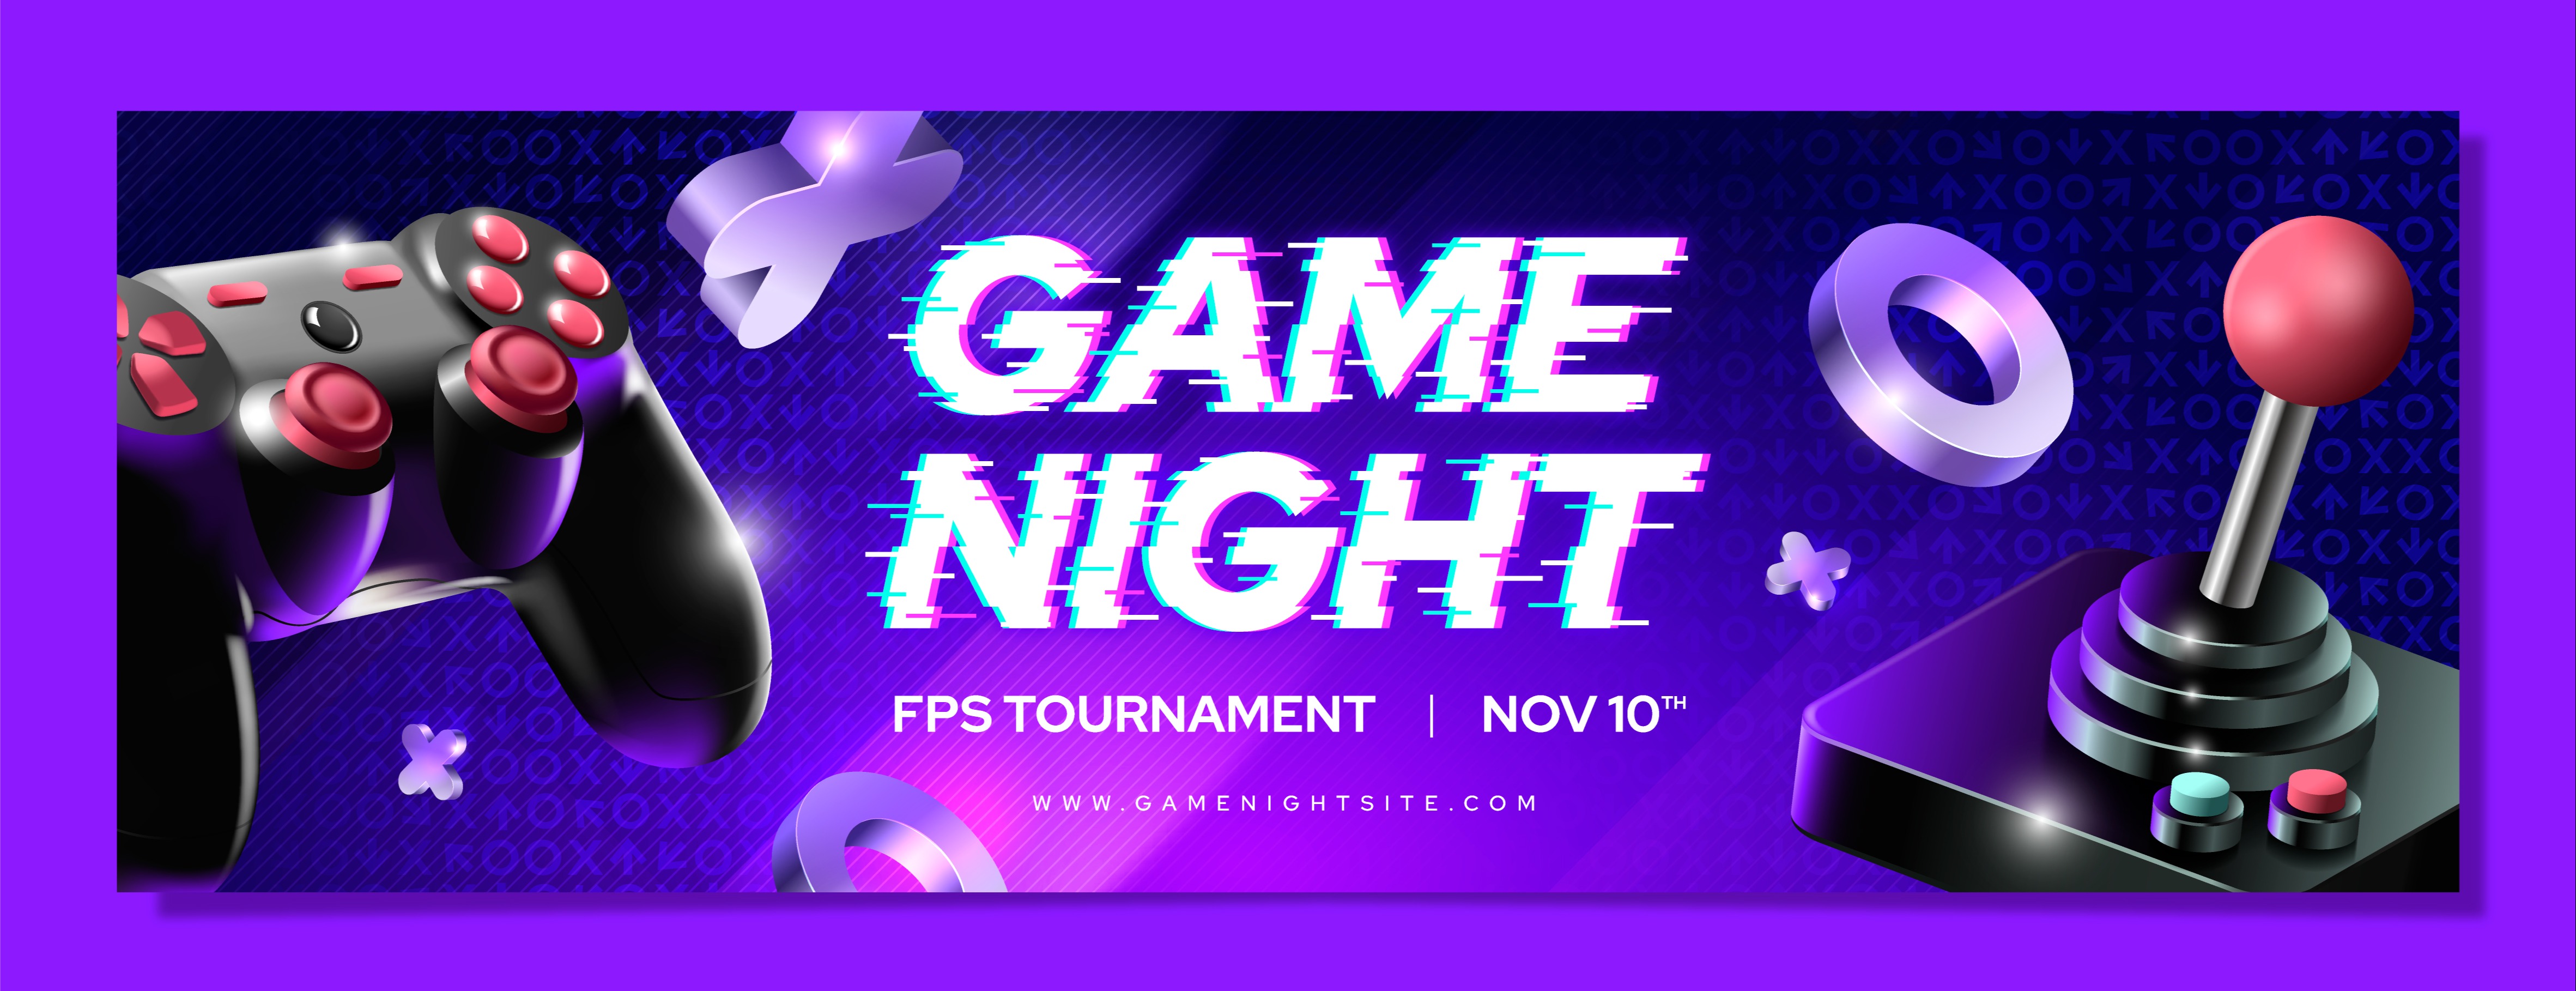 GAME
NIGHT
FPS TOURNAMENT | NOV 10TH
WWW.GAMENIGHTSITE.COM